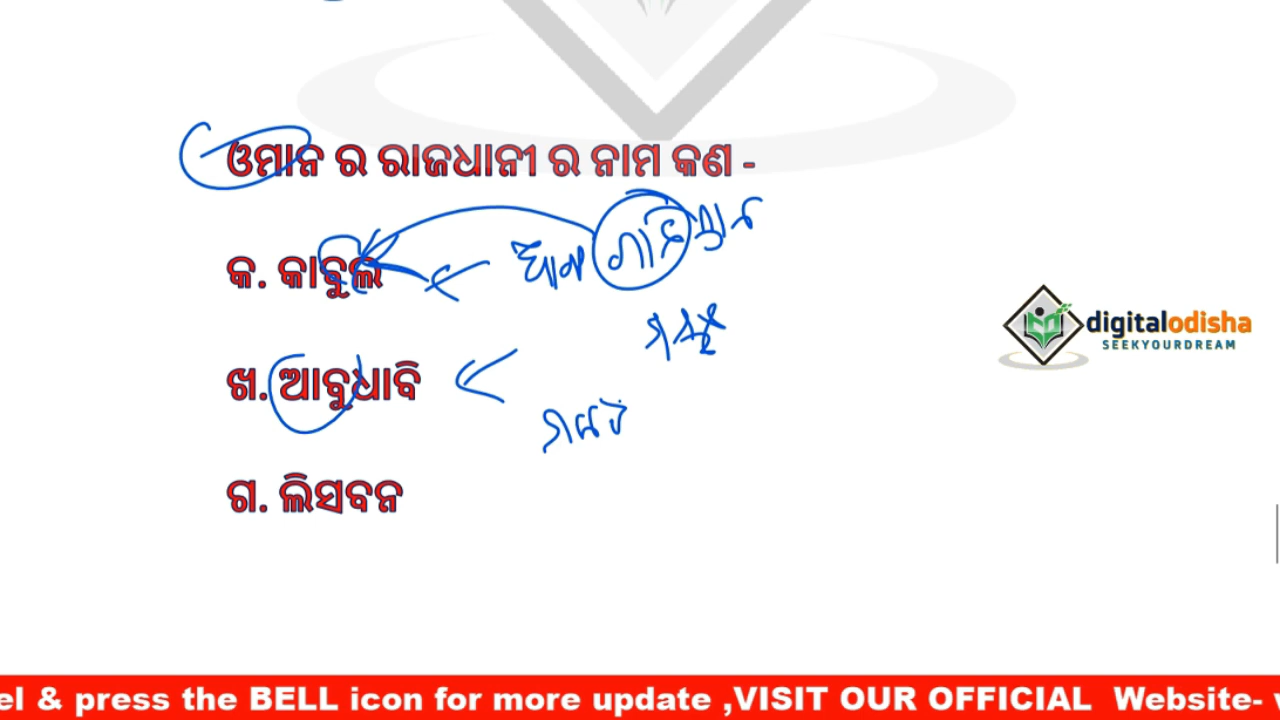 ଓମାନ ର ରାଜଧାନୀ ର ନାମ କଣ -
କ. କାବୁଲ
ଖ. ଆବୁଧାବି
ଗ. ଲିସବନ
digitalodisha
SEEKYOURDREAM
el & press the BELL icon for more update ,VISIT OUR OFFICIAL Website-